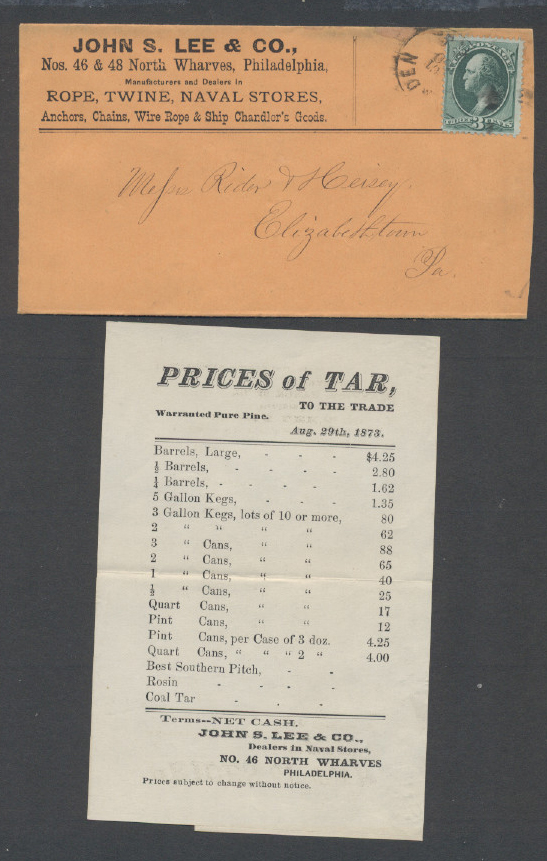 JOHN S. LEE & CO.,
Nos. 46 & 48 North Wharves, Philadelphia,
Manufacturers and Dealers in
ROPE, TWINE, NAVAL STORES,
Anchors, Chains, Wire Rope & Ship Chandler's Goods.
DEN
THREE 3 CENTS
Messrs Rider & Hersey.
Elizabethtown
Pa.
PRICES of TAR,
TO THE TRADE
Warranted Pure Pine.
Aug. 29th, 1873.
Barrels, Large, - - - $4.25
½ Barrels, - - - - 2.80
¼ Barrels, - - - - 1.62
5 Gallon Kegs, - - - 1.35
3 Gallon Kegs, lots of 10 or more, 80
2 " " " " 62
3 " Cans, " " 88
2 " Cans, " " 65
1 " Cans, " " 40
½ " Cans, " " 25
Quart Cans, " " 17
Pint Cans, " " 12
Pint Cans, per Case of 3 doz. 4.25
Quart Cans, " " " 2 " 4.00
Best Southern Pitch, - -
Rosin - - - -
Coal Tar - - - -
Terms--NET CASH.
JOHN S. LEE & CO.,
Dealers in Naval Stores,
NO. 46 NORTH WHARVES
PHILADELPHIA.
Prices subject to change without notice.